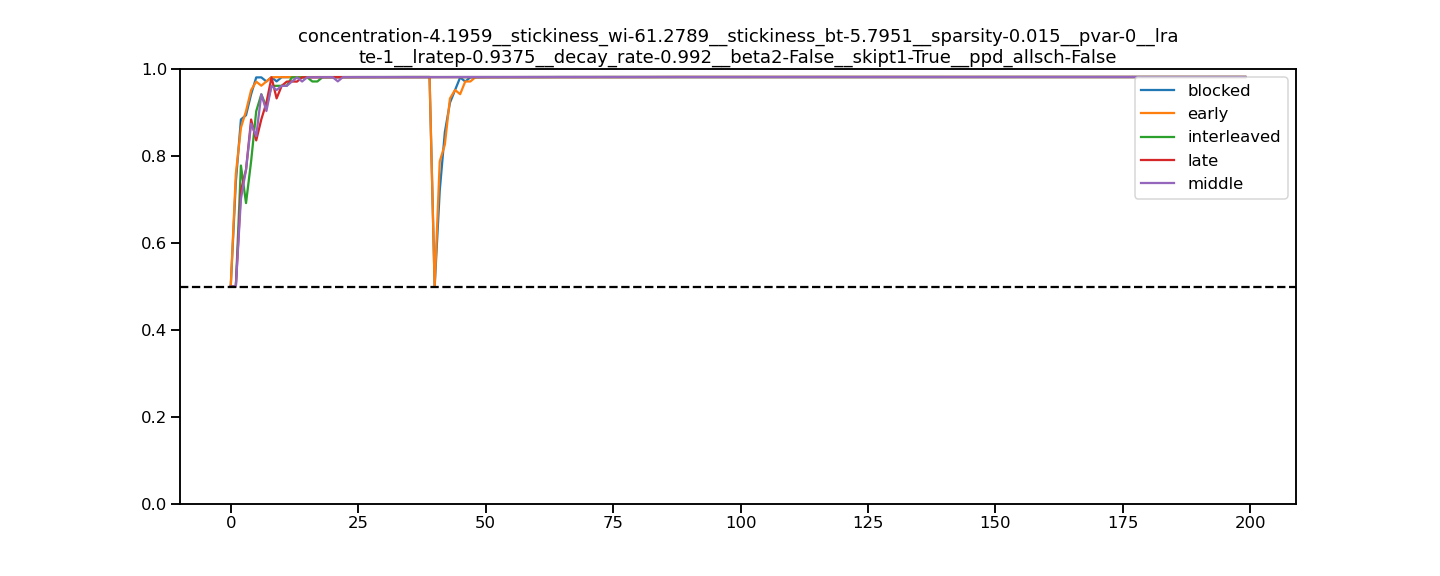 concentration-4.1959__stickiness_wi-61.2789__stickiness_bt-5.7951__sparsity-0.015__pvar-0__lra
te-1__lratep-0.9375__decay_rate-0.992__beta2-False__skipt1-True__ppd_allsch-False
1.0
0.8
0.6
0.4
0.2
0.0
blocked
early
interleaved
late
middle
0 25 50 75 100 125 150 175 200